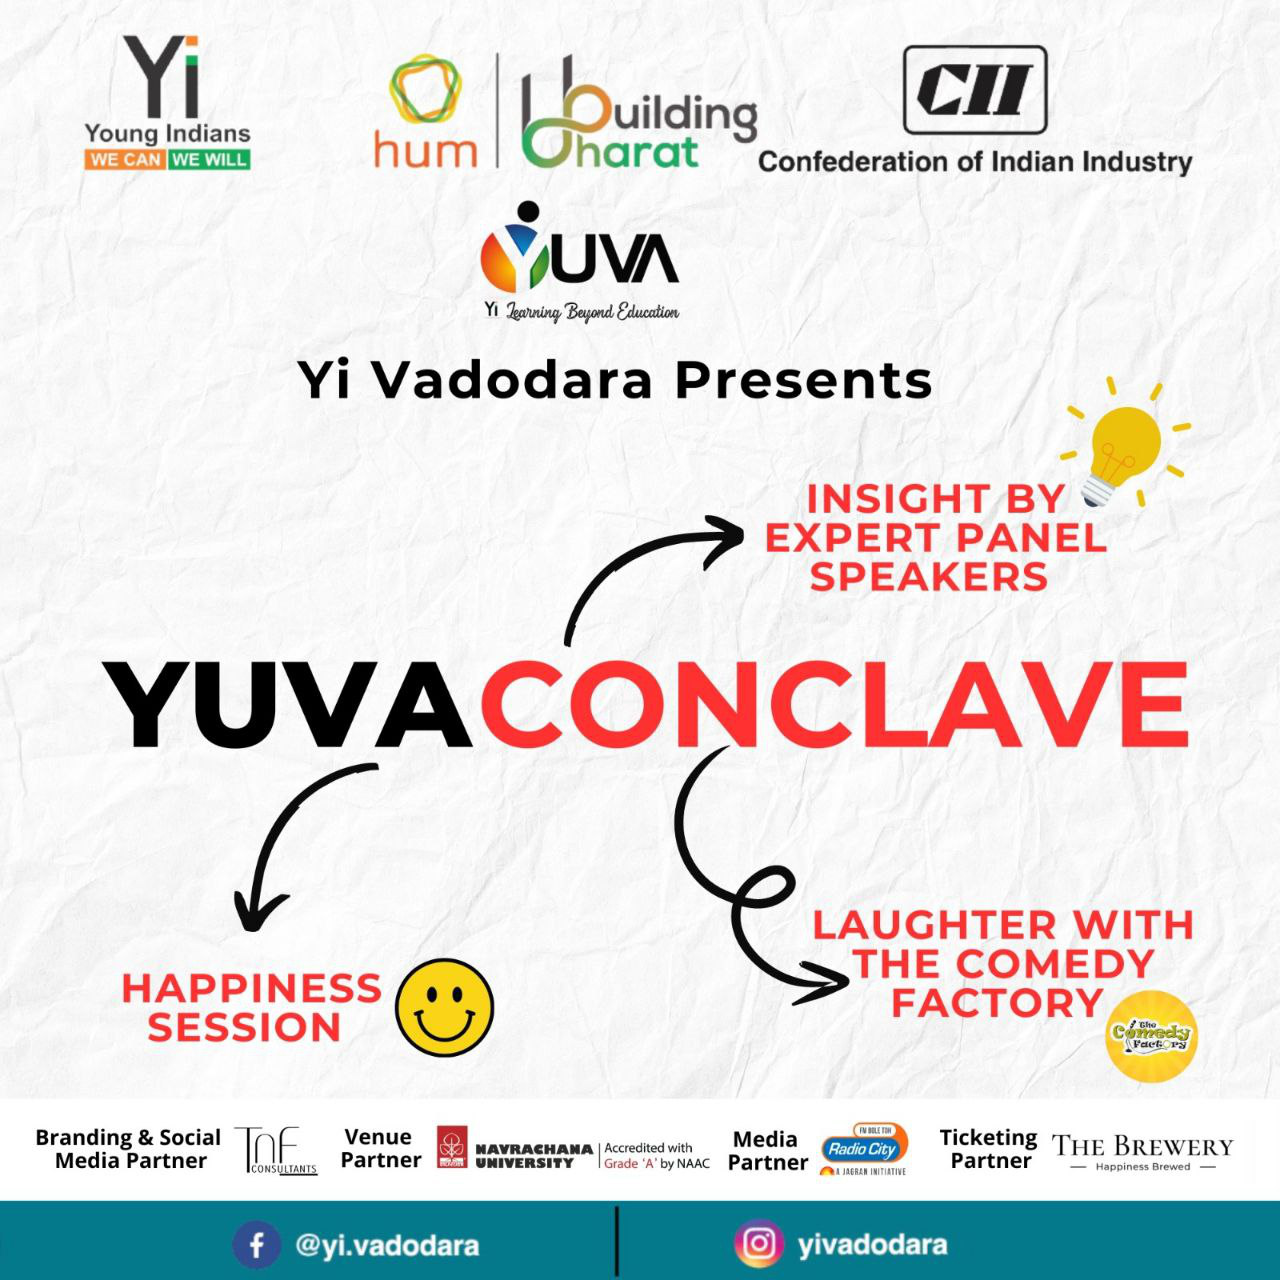 Yi
Young Indians
WE CAN WE WILL
hum
Building
Bharat
CII
Confederation of Indian Industry
YUVA
Yi Learning Beyond Education
Yi Vadodara Presents
INSIGHT BY
EXPERT PANEL
SPEAKERS
YUVACONCLAVE
HAPPINESS
SESSION
LAUGHTER WITH
THE COMEDY
FACTORY
The
Comedy
Factory
Branding & Social
Media Partner
TnF
CONSULTANTS
Venue
Partner
NAVRACHANA
UNIVERSITY
Accredited with
Grade 'A' by NAAC
Media
Partner
FM BOLE TOH
Radio City
A JAGRAN INITIATIVE
Ticketing
Partner
THE BREWERY
Happiness Brewed
@yi.vadodara
yivadodara